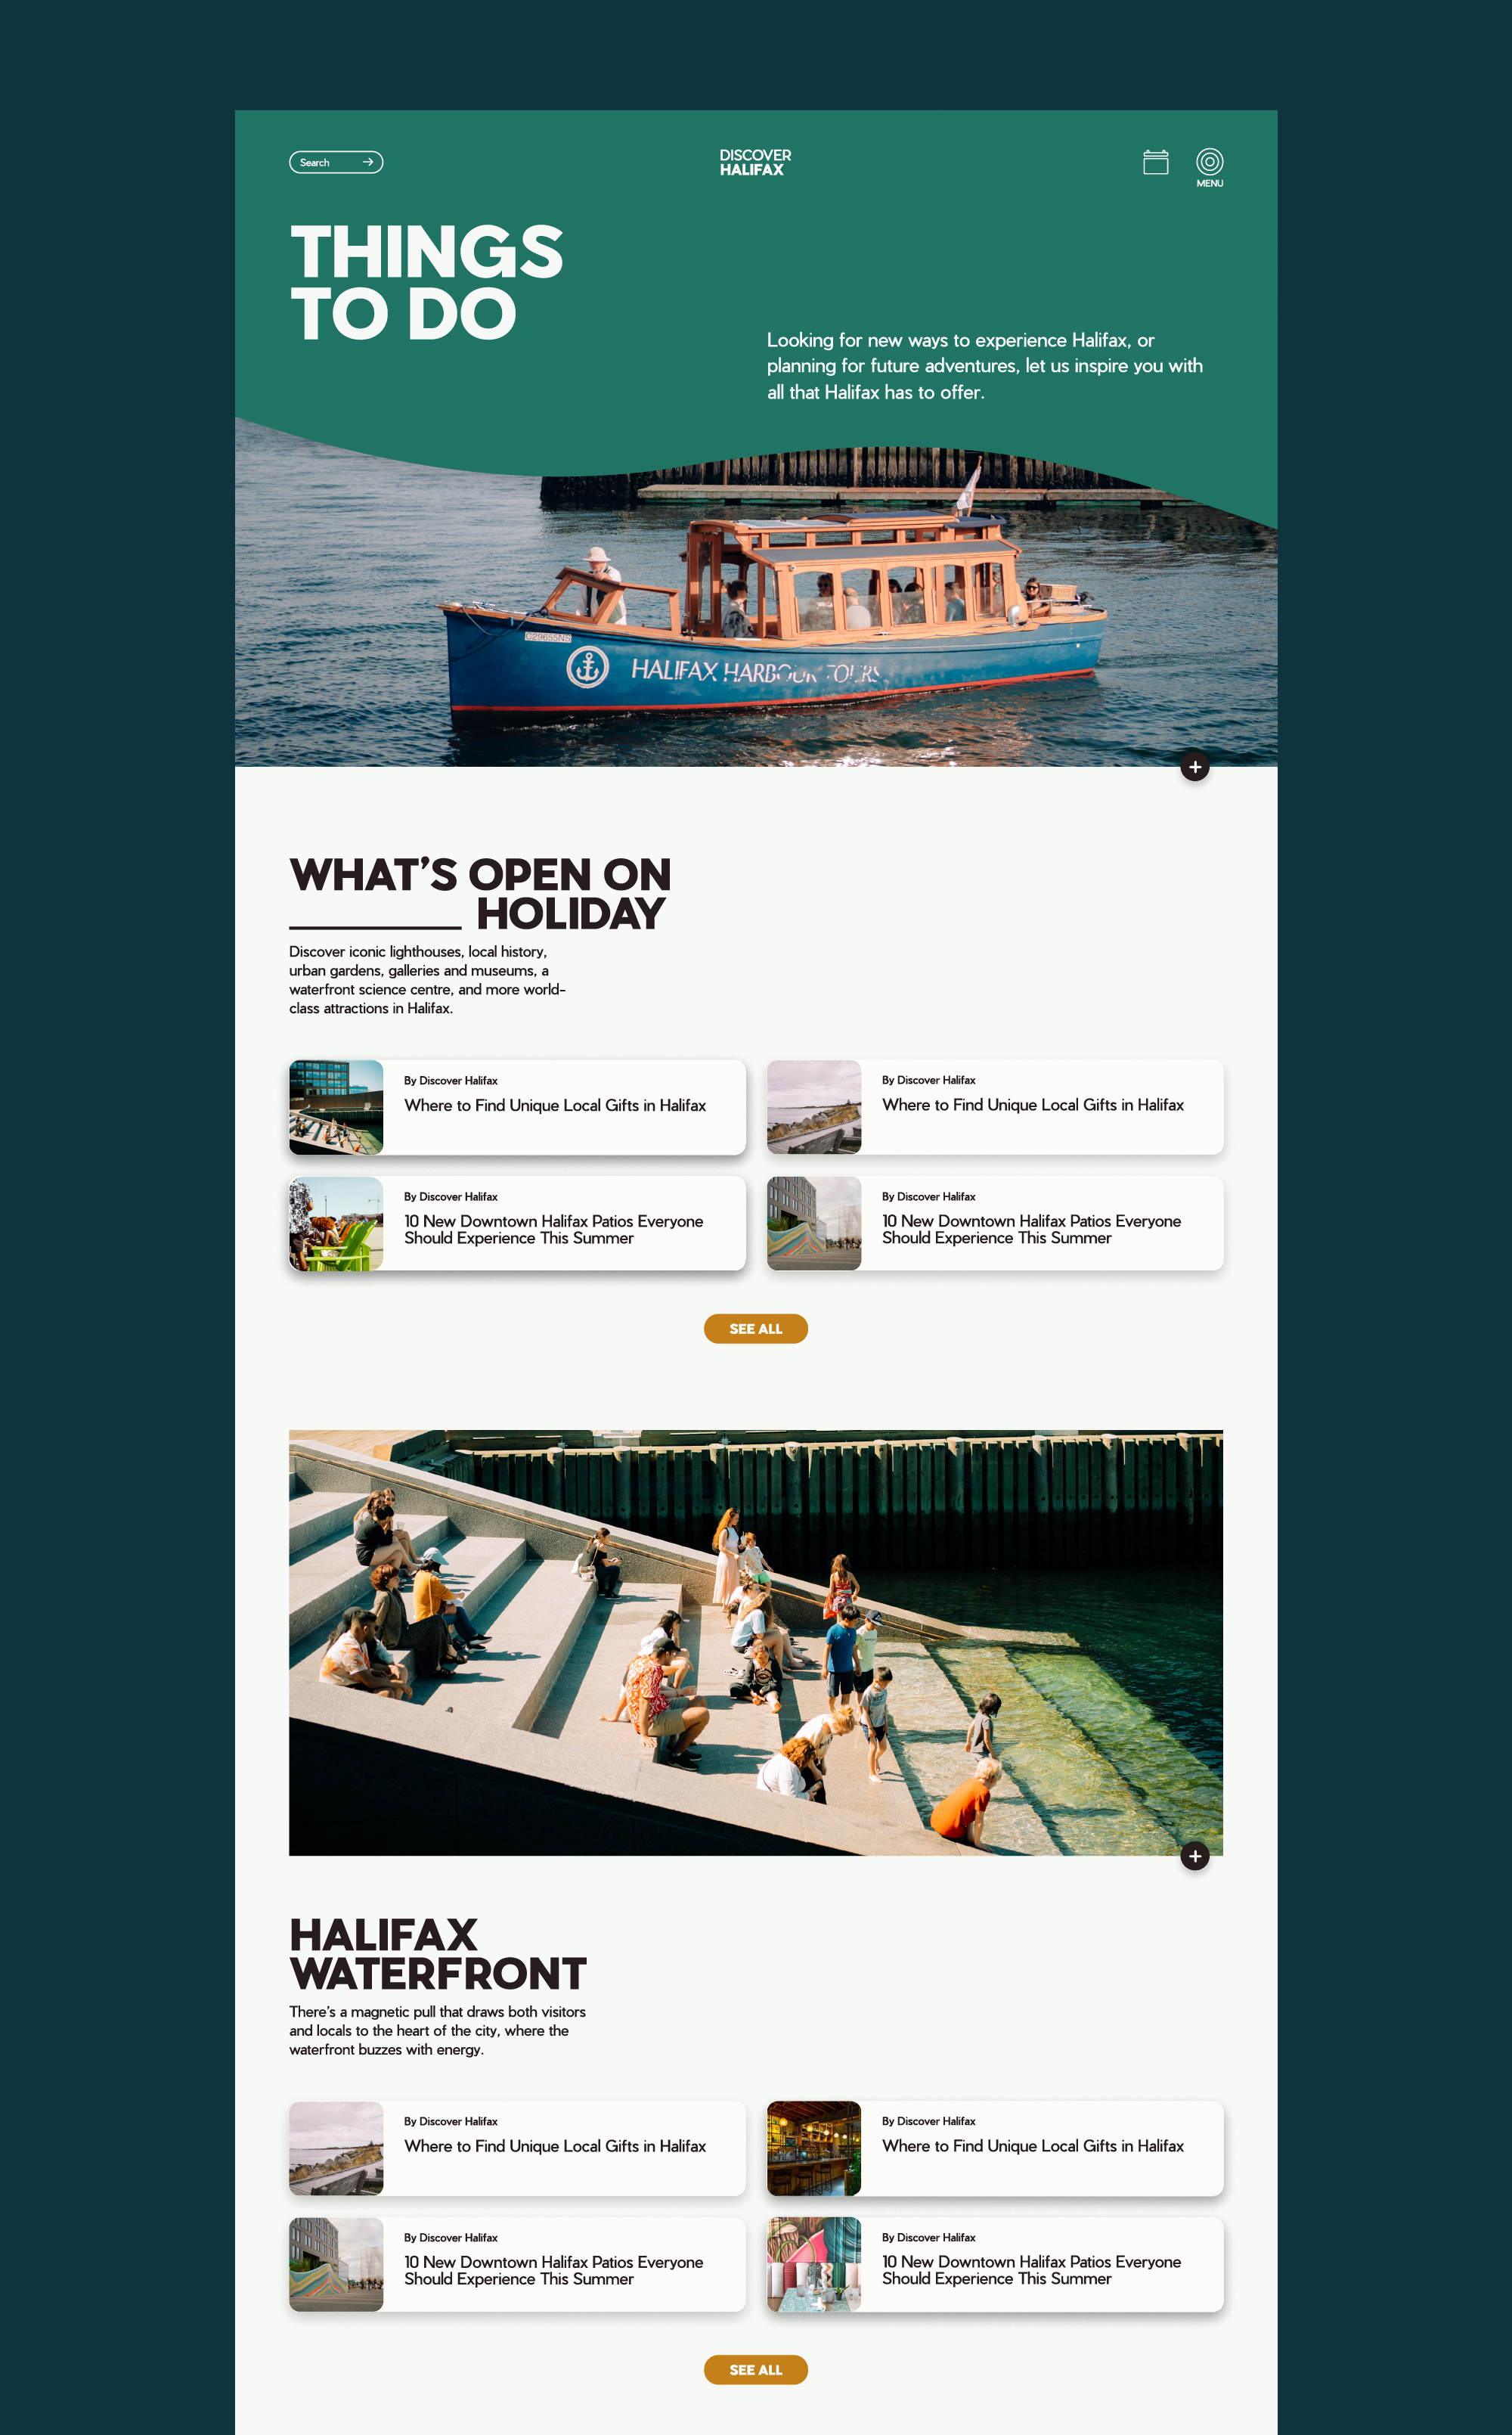 Search →
DISCOVER
HALIFAX
MENU
THINGS
TO DO
Looking for new ways to experience Halifax, or
planning for future adventures, let us inspire you with
all that Halifax has to offer.
C29655NS
HALIFAX HARBOUR TOURS
WHAT’S OPEN ON
________ HOLIDAY
Discover iconic lighthouses, local history,
urban gardens, galleries and museums, a
waterfront science centre, and more world-
class attractions in Halifax.
By Discover Halifax
Where to Find Unique Local Gifts in Halifax
By Discover Halifax
Where to Find Unique Local Gifts in Halifax
By Discover Halifax
10 New Downtown Halifax Patios Everyone
Should Experience This Summer
By Discover Halifax
10 New Downtown Halifax Patios Everyone
Should Experience This Summer
SEE ALL
HALIFAX
WATERFRONT
There’s a magnetic pull that draws both visitors
and locals to the heart of the city, where the
waterfront buzzes with energy.
By Discover Halifax
Where to Find Unique Local Gifts in Halifax
By Discover Halifax
Where to Find Unique Local Gifts in Halifax
By Discover Halifax
10 New Downtown Halifax Patios Everyone
Should Experience This Summer
By Discover Halifax
10 New Downtown Halifax Patios Everyone
Should Experience This Summer
SEE ALL